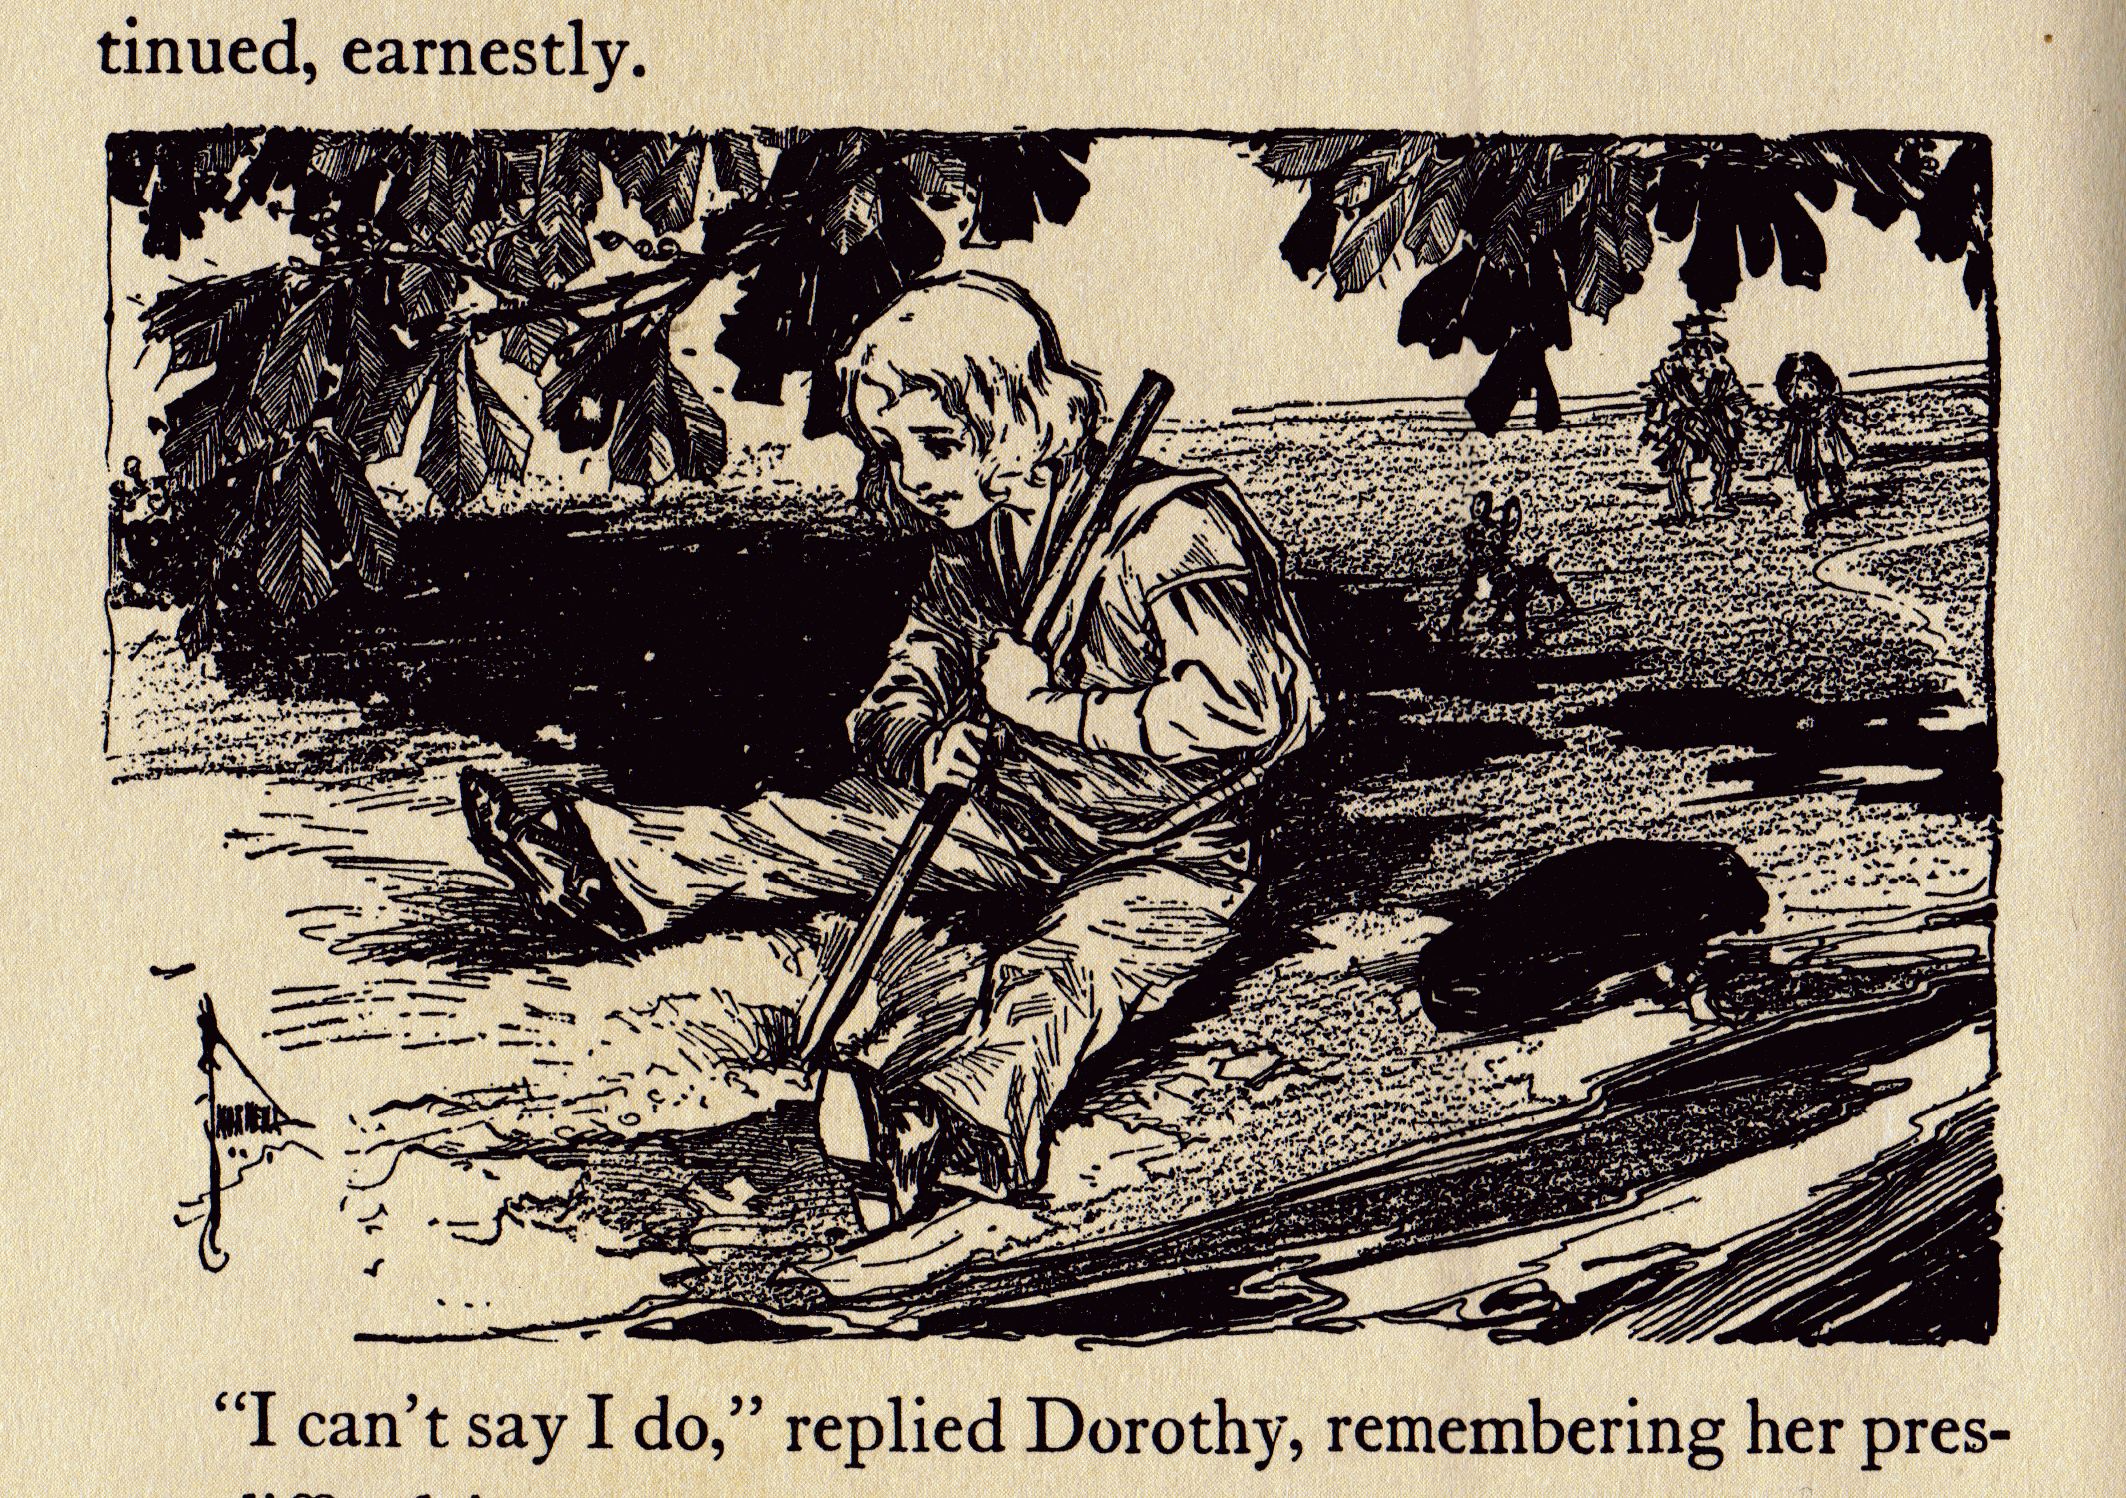 tinued, earnestly.
“I can’t say I do,” replied Dorothy, remembering her pres-